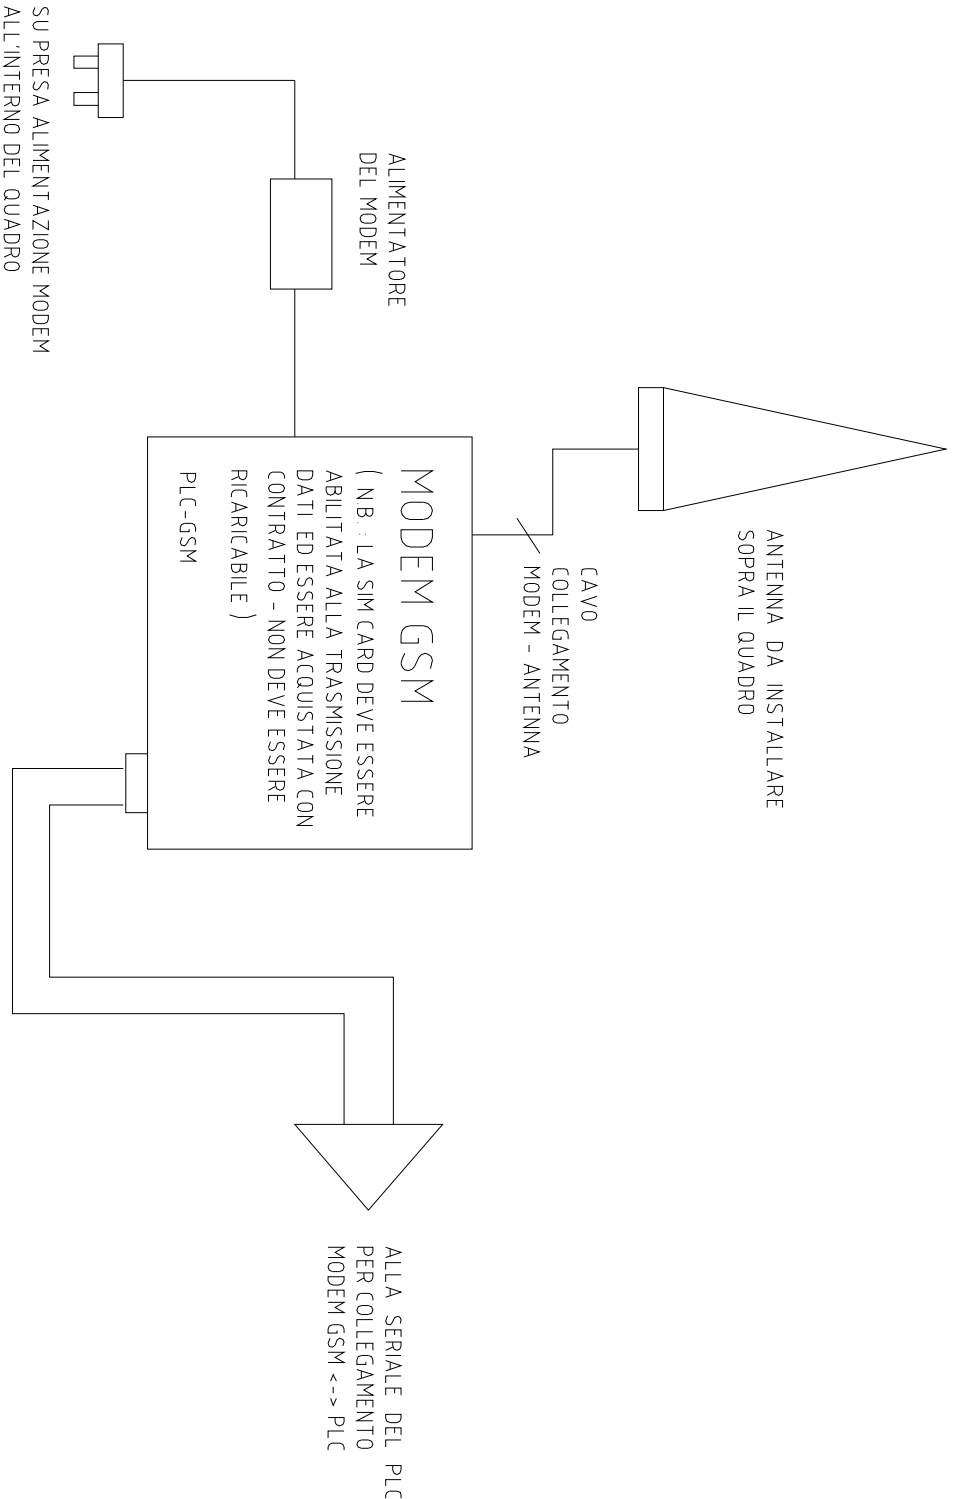 ANTENNA DA INSTALLARE
SOPRA IL QUADRO
CAVO
COLLEGAMENTO
MODEM - ANTENNA
ALIMENTATORE
DEL MODEM
SU PRESA ALIMENTAZIONE MODEM
ALL'INTERNO DEL QUADRO
MODEM GSM
( N.B. : LA SIM CARD DEVE ESSERE
ABILITATA ALLA TRASMISSIONE
DATI ED ESSERE ACQUISTATA CON
CONTRATTO - NON DEVE ESSERE
RICARICABILE )
PLC-GSM
ALLA SERIALE DEL PLC
PER COLLEGAMENTO
MODEM GSM <-> PLC